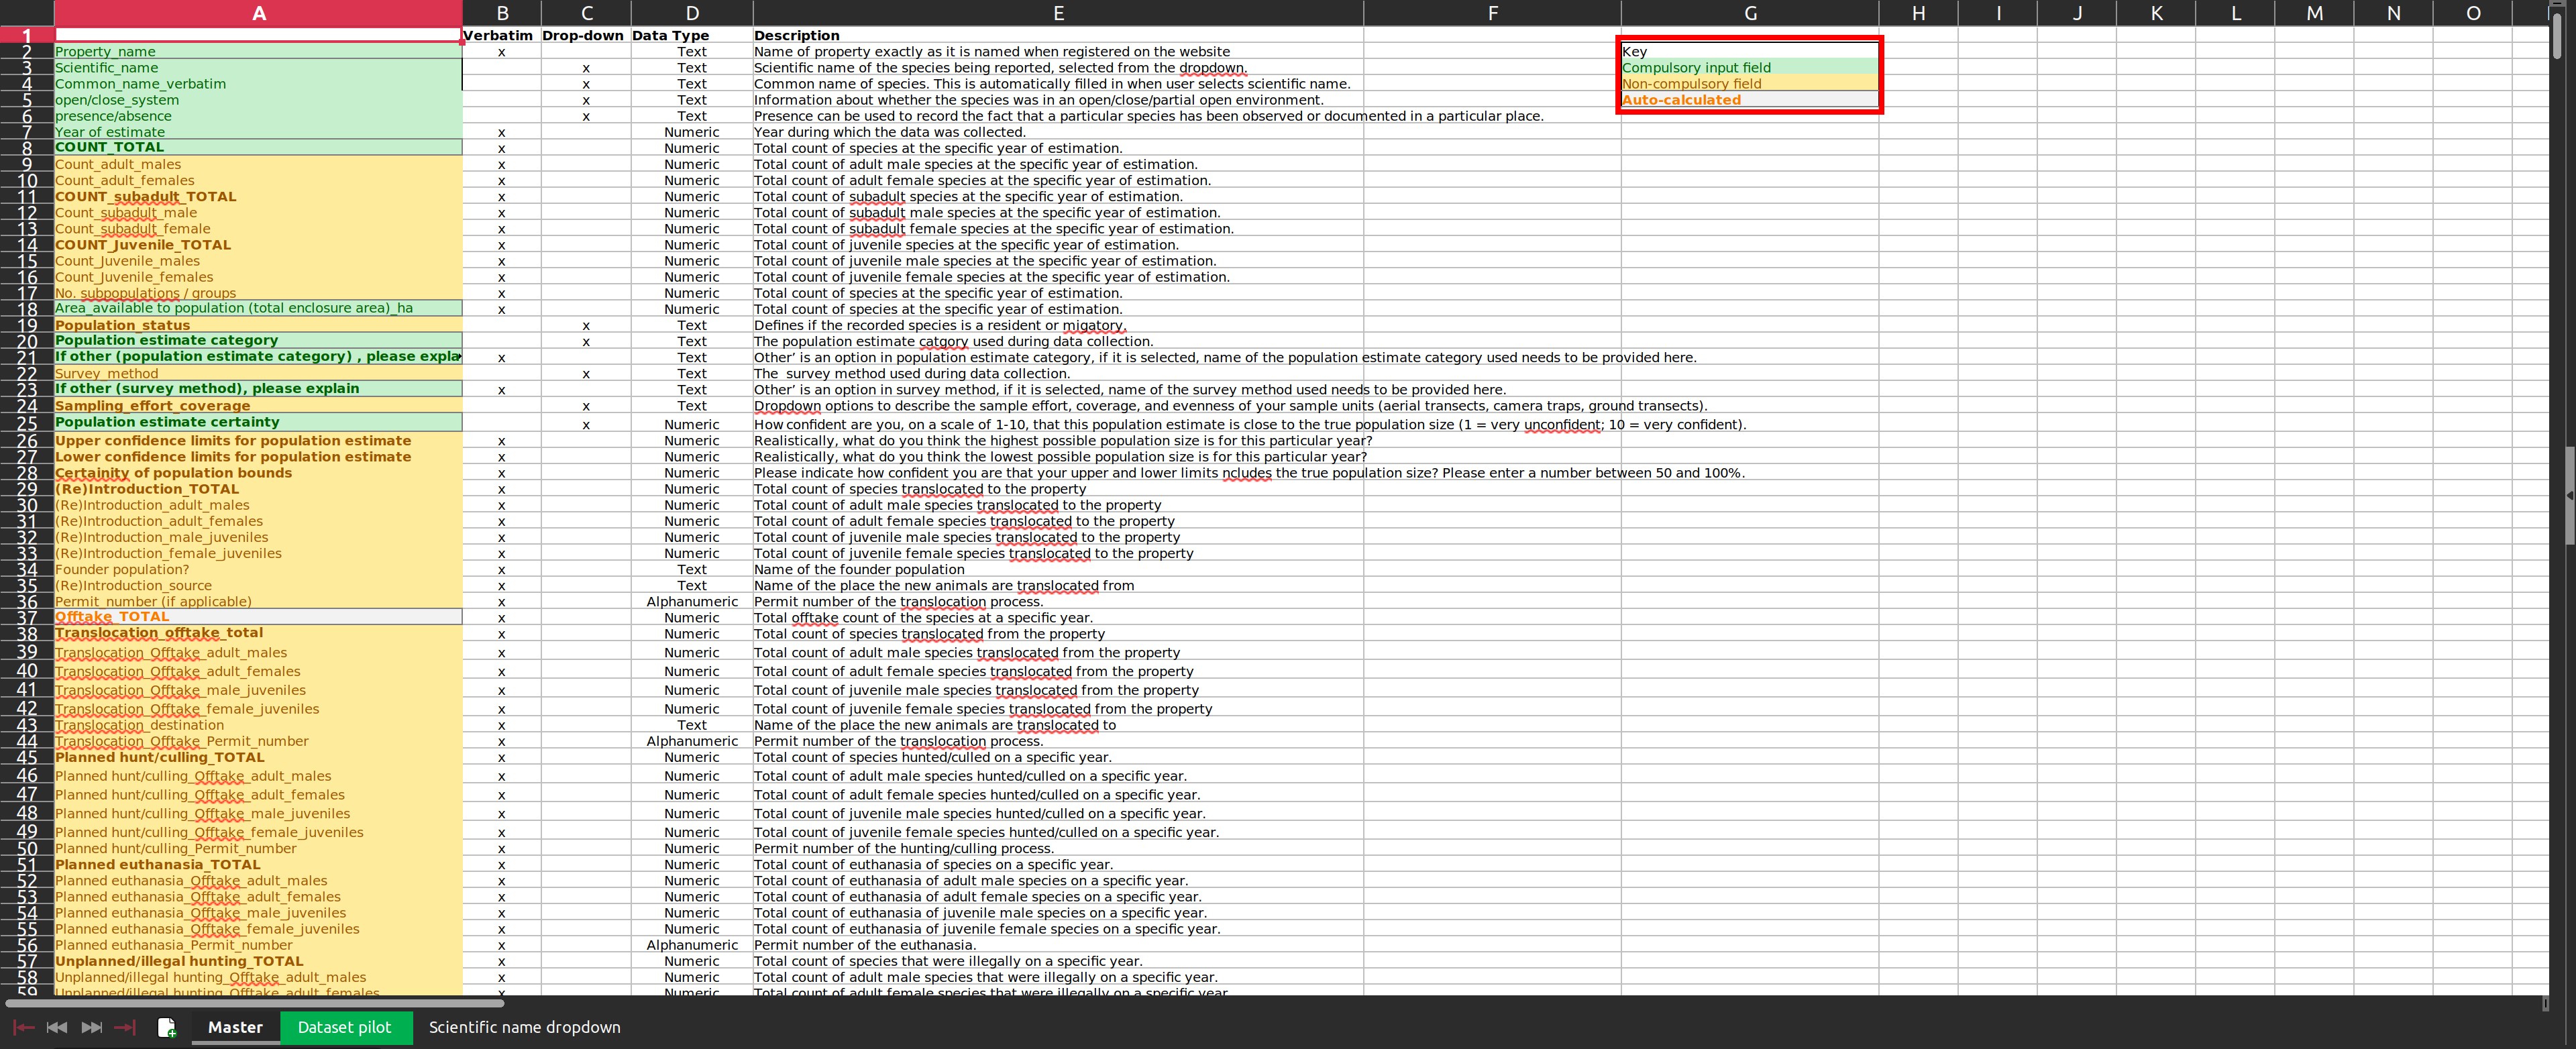 A B C D E F G H I J K L M N O
1 Verbatim Drop-down Data Type Description
2 Property_name x Text Name of property exactly as it is named when registered on the website Key
3 Scientific_name x Text Scientific name of the species being reported, selected from the dropdown. Compulsory input field
4 Common_name_verbatim x Text Common name of species. This is automatically filled in when user selects scientific name. Non-compulsory field
5 open/close_system x Text Information about whether the species was in an open/close/partial open environment. Auto-calculated
6 presence/absence x Text Presence can be used to record the fact that a particular species has been observed or documented in a particular place.
7 Year of estimate x Numeric Year during which the data was collected.
8 COUNT_TOTAL x Numeric Total count of species at the specific year of estimation.
9 Count_adult_males x Numeric Total count of adult male species at the specific year of estimation.
10 Count_adult_females x Numeric Total count of adult female species at the specific year of estimation.
11 COUNT_subadult_TOTAL x Numeric Total count of subadult species at the specific year of estimation.
12 Count_subadult_male x Numeric Total count of subadult male species at the specific year of estimation.
13 Count_subadult_female x Numeric Total count of subadult female species at the specific year of estimation.
14 COUNT_Juvenile_TOTAL x Numeric Total count of juvenile species at the specific year of estimation.
15 Count_Juvenile_males x Numeric Total count of juvenile male species at the specific year of estimation.
16 Count_Juvenile_females x Numeric Total count of juvenile female species at the specific year of estimation.
17 No. subpopulations / groups x Numeric Total count of species at the specific year of estimation.
18 Area_available to population (total enclosure area)_ha x Numeric Total count of species at the specific year of estimation.
19 Population_status x Text Defines if the recorded species is a resident or migatory.
20 Population estimate category x Text The population estimate catgory used during data collection.
21 If other (population estimate category) , please expla x Text Other’ is an option in population estimate category, if it is selected, name of the population estimate category used needs to be provided here.
22 Survey_method x Text The  survey method used during data collection.
23 If other (survey method), please explain x Text Other’ is an option in survey method, if it is selected, name of the survey method used needs to be provided here.
24 Sampling_effort_coverage x Text Dropdown options to describe the sample effort, coverage, and evenness of your sample units (aerial transects, camera traps, ground transects).
25 Population estimate certainty x Numeric How confident are you, on a scale of 1-10, that this population estimate is close to the true population size (1 = very unconfident; 10 = very confident).
26 Upper confidence limits for population estimate x Numeric Realistically, what do you think the highest possible population size is for this particular year?
27 Lower confidence limits for population estimate x Numeric Realistically, what do you think the lowest possible population size is for this particular year?
28 Certainity of population bounds x Numeric Please indicate how confident you are that your upper and lower limits ncludes the true population size? Please enter a number between 50 and 100%.
29 (Re)Introduction_TOTAL x Numeric Total count of species translocated to the property
30 (Re)Introduction_adult_males x Numeric Total count of adult male species translocated to the property
31 (Re)Introduction_adult_females x Numeric Total count of adult female species translocated to the property
32 (Re)Introduction_male_juveniles x Numeric Total count of juvenile male species translocated to the property
33 (Re)Introduction_female_juveniles x Numeric Total count of juvenile female species translocated to the property
34 Founder population? x Text Name of the founder population
35 (Re)Introduction_source x Text Name of the place the new animals are translocated from
36 Permit_number (if applicable) x Alphanumeric Permit number of the translocation process.
37 Offtake_TOTAL x Numeric Total offtake count of the species at a specific year.
38 Translocation_offtake_total x Numeric Total count of species translocated from the property
39 Translocation_Offtake_adult_males x Numeric Total count of adult male species translocated from the property
40 Translocation_Offtake_adult_females x Numeric Total count of adult female species translocated from the property
41 Translocation_Offtake_male_juveniles x Numeric Total count of juvenile male species translocated from the property
42 Translocation_Offtake_female_juveniles x Numeric Total count of juvenile female species translocated from the property
43 Translocation_destination x Text Name of the place the new animals are translocated to
44 Translocation_Offtake_Permit_number x Alphanumeric Permit number of the translocation process.
45 Planned hunt/culling_TOTAL x Numeric Total count of species hunted/culled on a specific year.
46 Planned hunt/culling_Offtake_adult_males x Numeric Total count of adult male species hunted/culled on a specific year.
47 Planned hunt/culling_Offtake_adult_females x Numeric Total count of adult female species hunted/culled on a specific year.
48 Planned hunt/culling_Offtake_male_juveniles x Numeric Total count of juvenile male species hunted/culled on a specific year.
49 Planned hunt/culling_Offtake_female_juveniles x Numeric Total count of juvenile female species hunted/culled on a specific year.
50 Planned hunt/culling_Permit_number x Numeric Permit number of the hunting/culling process.
51 Planned euthanasia_TOTAL x Numeric Total count of euthanasia of species on a specific year.
52 Planned euthanasia_Offtake_adult_males x Numeric Total count of euthanasia of adult male species on a specific year.
53 Planned euthanasia_Offtake_adult_females x Numeric Total count of euthanasia of adult female species on a specific year.
54 Planned euthanasia_Offtake_male_juveniles x Numeric Total count of euthanasia of juvenile male species on a specific year.
55 Planned euthanasia_Offtake_female_juveniles x Numeric Total count of euthanasia of juvenile female species on a specific year.
56 Planned euthanasia_Permit_number x Alphanumeric Permit number of the euthanasia.
57 Unplanned/illegal hunting_TOTAL x Numeric Total count of species that were illegally on a specific year.
58 Unplanned/illegal hunting_Offtake_adult_males x Numeric Total count of adult male species that were illegally on a specific year.
59 Unplanned/illegal hunting_Offtake_adult_females x Numeric Total count of adult female species that were illegally on a specific year
Master Dataset pilot Scientific name dropdown